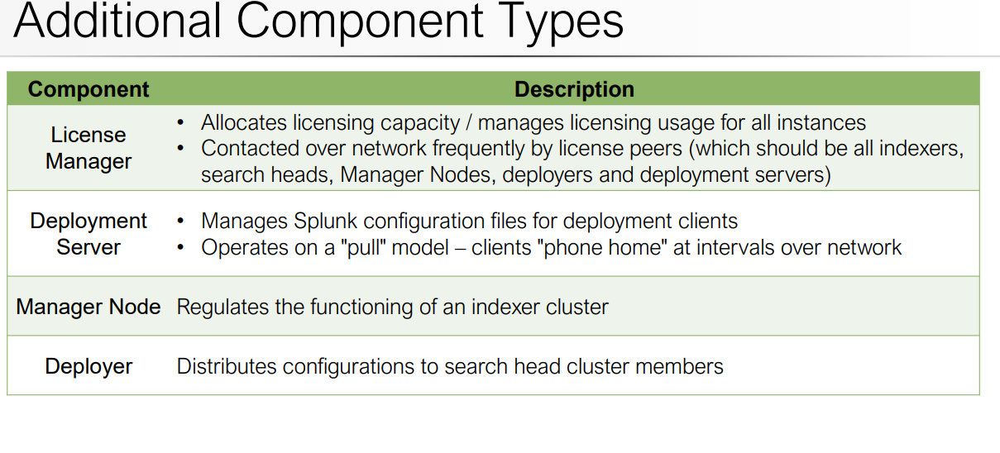 Additional Component Types
Component Description
License
Manager
• Allocates licensing capacity / manages licensing usage for all instances
• Contacted over network frequently by license peers (which should be all indexers,
search heads, Manager Nodes, deployers and deployment servers)
Deployment
Server
• Manages Splunk configuration files for deployment clients
• Operates on a "pull" model – clients "phone home" at intervals over network
Manager Node Regulates the functioning of an indexer cluster
Deployer Distributes configurations to search head cluster members